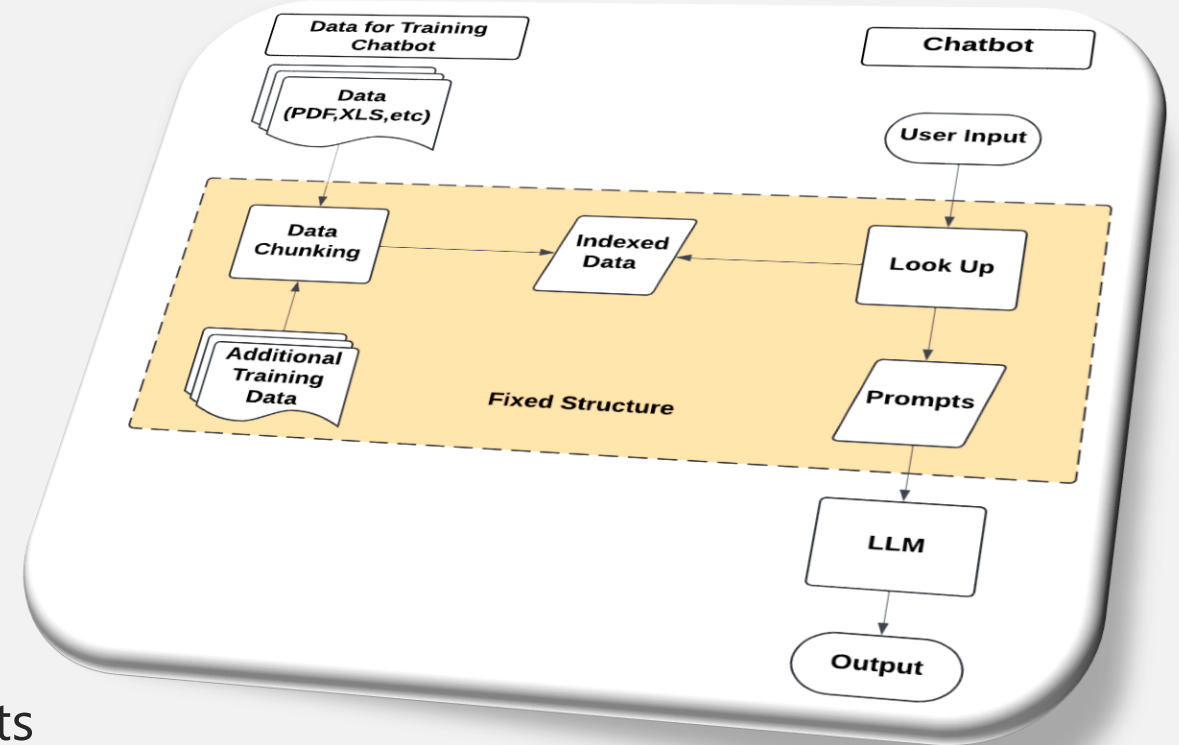 Data for Training
Chatbot
Chatbot
Data
(PDF,XLS,etc)
User Input
Data
Chunking
Indexed
Data
Look Up
Additional
Training
Data
Fixed Structure
Prompts
LLM
Output
ts